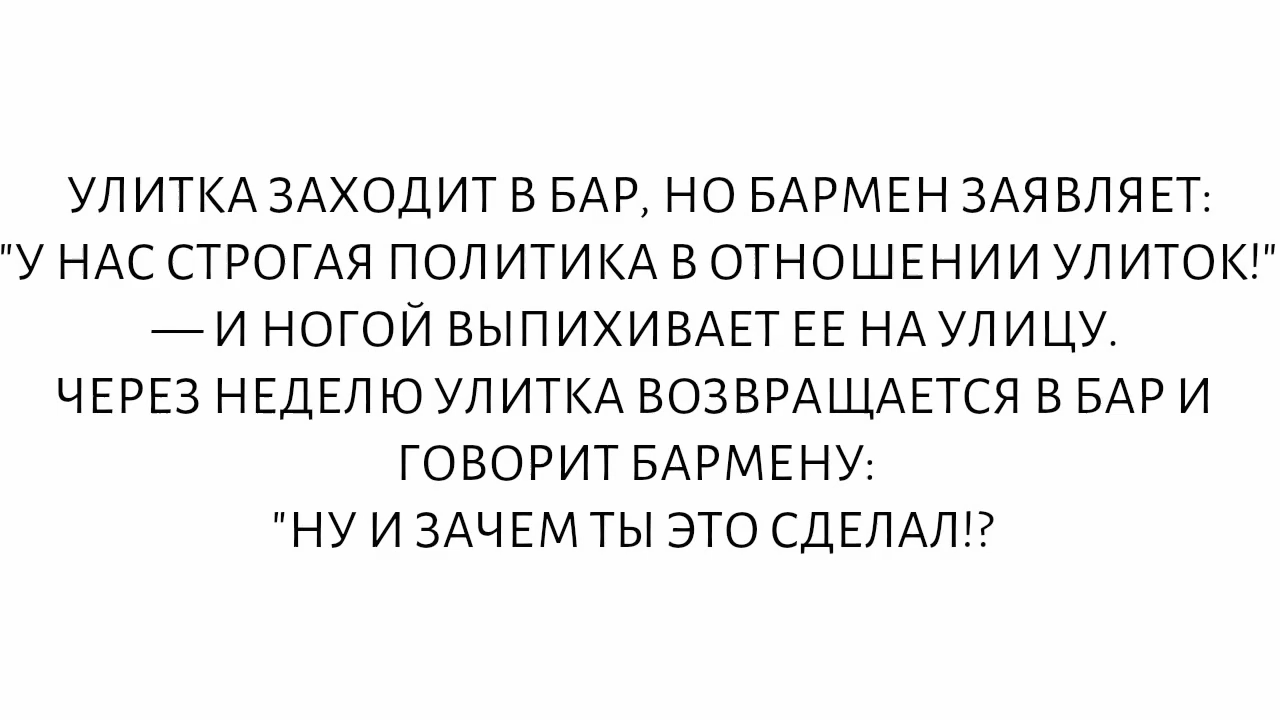 УЛИТКА ЗАХОДИТ В БАР, НО БАРМЕН ЗАЯВЛЯЕТ:
"У НАС СТРОГАЯ ПОЛИТИКА В ОТНОШЕНИИ УЛИТОК!"
— И НОГОЙ ВЫПИХИВАЕТ ЕЕ НА УЛИЦУ.
ЧЕРЕЗ НЕДЕЛЮ УЛИТКА ВОЗВРАЩАЕТСЯ В БАР И
ГОВОРИТ БАРМЕНУ:
"НУ И ЗАЧЕМ ТЫ ЭТО СДЕЛАЛ!?